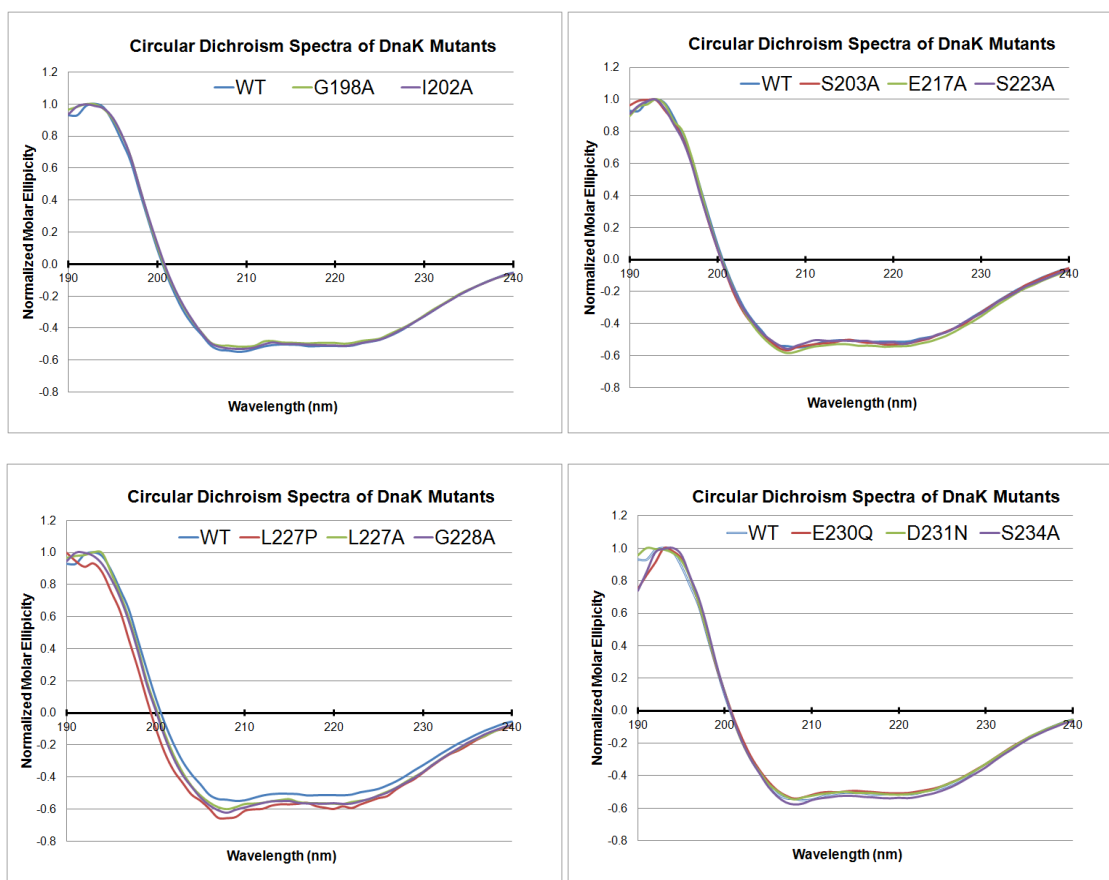 Circular Dichroism Spectra of DnaK Mutants
WT G198A I202A
Normalized Molar Ellipicity
1.2
1.0
0.8
0.6
0.4
0.2
0.0
-0.2
-0.4
-0.6
-0.8
190 200 210 220 230 240
Wavelength (nm)
Circular Dichroism Spectra of DnaK Mutants
WT S203A E217A S223A
Normalized Molar Ellipicity
1.2
1.0
0.8
0.6
0.4
0.2
0.0
-0.2
-0.4
-0.6
-0.8
190 200 210 220 230 240
Wavelength (nm)
Circular Dichroism Spectra of DnaK Mutants
WT L227P L227A G228A
Normalized Molar Ellipicity
1.2
1.0
0.8
0.6
0.4
0.2
0.0
-0.2
-0.4
-0.6
-0.8
190 200 210 220 230 240
Wavelength (nm)
Circular Dichroism Spectra of DnaK Mutants
WT E230Q D231N S234A
Normalized Molar Ellipicity
1.2
1.0
0.8
0.6
0.4
0.2
0.0
-0.2
-0.4
-0.6
-0.8
190 200 210 220 230 240
Wavelength (nm)